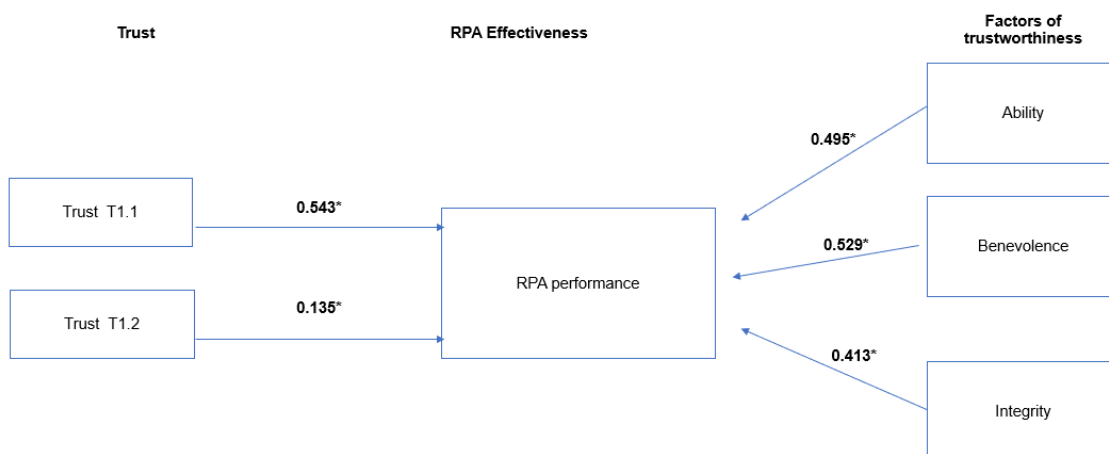 Trust
RPA Effectiveness
Factors of
trustworthiness
Ability
0.495*
Trust T1.1
0.543*
Benevolence
0.529*
RPA performance
Trust T1.2
0.135*
0.413*
Integrity